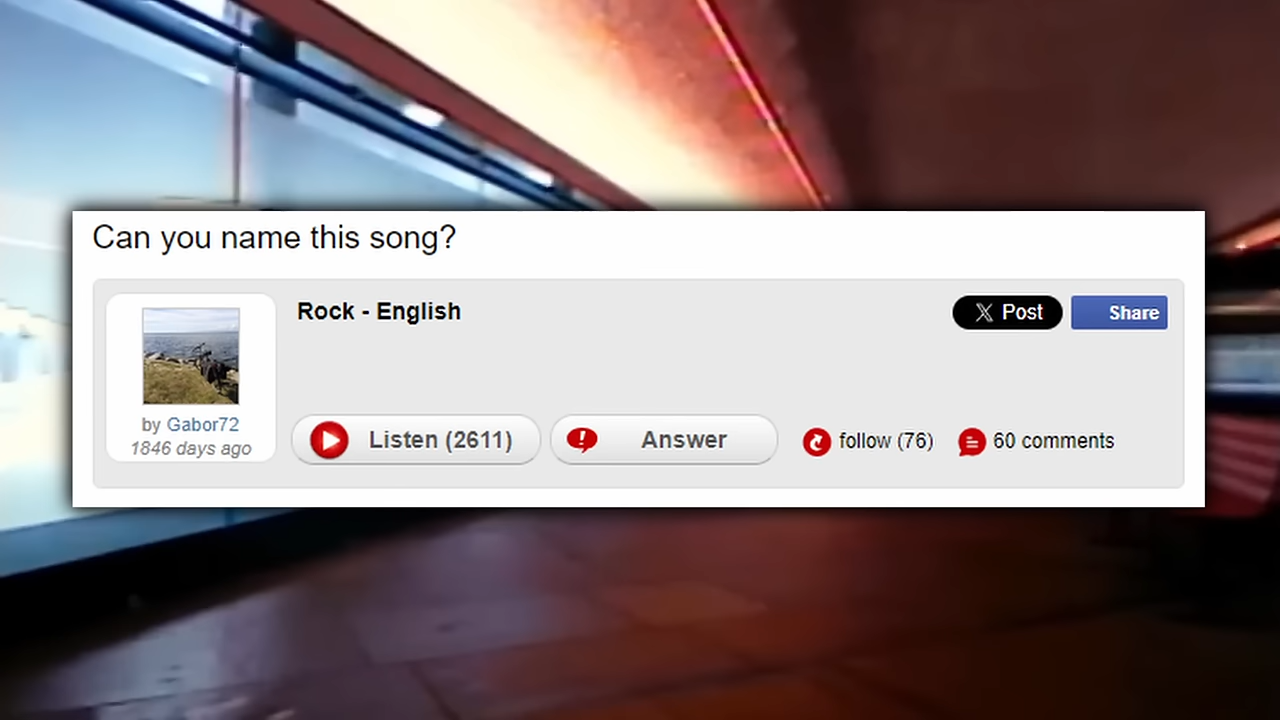 Can you name this song?
Rock - English
X Post
Share
by Gabor72
1846 days ago
Listen (2611)
Answer
follow (76)
60 comments